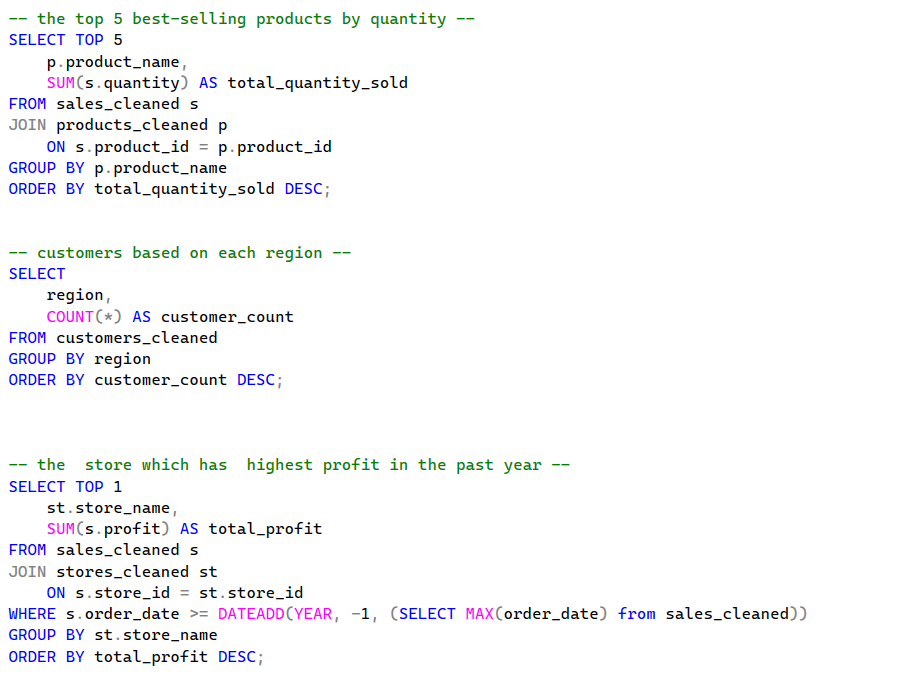 -- the top 5 best-selling products by quantity --
SELECT TOP 5
    p.product_name,
    SUM(s.quantity) AS total_quantity_sold
FROM sales_cleaned s
JOIN products_cleaned p
    ON s.product_id = p.product_id
GROUP BY p.product_name
ORDER BY total_quantity_sold DESC;
-- customers based on each region --
SELECT
    region,
    COUNT(*) AS customer_count
FROM customers_cleaned
GROUP BY region
ORDER BY customer_count DESC;
-- the  store which has  highest profit in the past year --
SELECT TOP 1
    st.store_name,
    SUM(s.profit) AS total_profit
FROM sales_cleaned s
JOIN stores_cleaned st
    ON s.store_id = st.store_id
WHERE s.order_date >= DATEADD(YEAR, -1, (SELECT MAX(order_date) from sales_cleaned))
GROUP BY st.store_name
ORDER BY total_profit DESC;